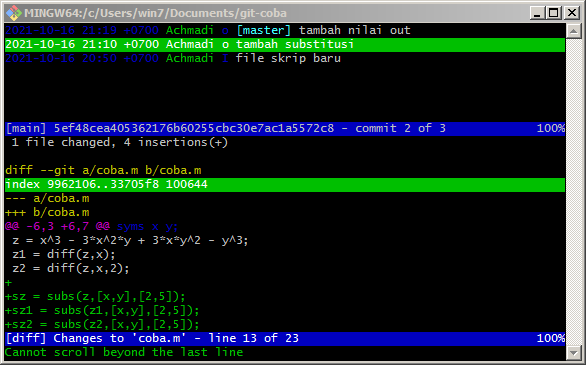 MINGW64:/c/Users/win7/Documents/git-coba
2021-10-16 21:19 +0700 Achmadi o [master] tambah nilai out
2021-10-16 21:10 +0700 Achmadi o tambah substitusi
2021-10-16 20:50 +0700 Achmadi I file skrip baru
[main] 5ef48cea405362176b60255cbc30e7ac1a5572c8 - commit 2 of 3 100%
1 file changed, 4 insertions(+)
diff --git a/coba.m b/coba.m
index 9962106..33705f8 100644
--- a/coba.m
+++ b/coba.m
@@ -6,3 +6,7 @@ syms x y;
z = x^3 - 3*x^2*y + 3*x*y^2 - y^3;
z1 = diff(z,x);
z2 = diff(z,x,2);
+
+sz = subs(z,[x,y],[2,5]);
+sz1 = subs(z1,[x,y],[2,5]);
+sz2 = subs(z2,[x,y],[2,5]);
[diff] Changes to 'coba.m' - line 13 of 23 100%
Cannot scroll beyond the last line